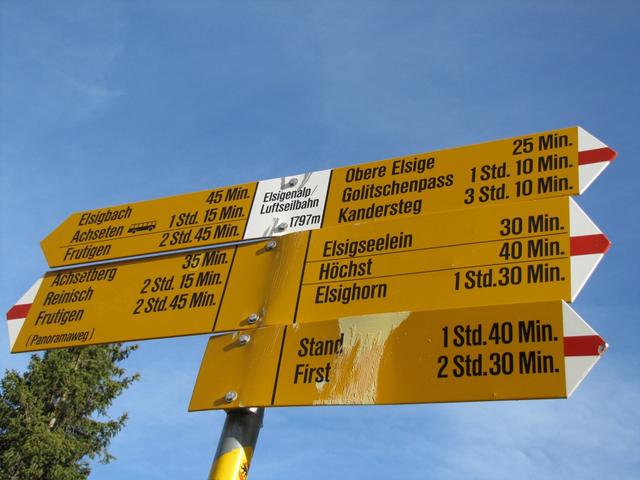 Elsigbach 45 Min.
Achseten 1 Std. 15 Min.
Frutigen 2 Std. 45 Min.
Elsigenalp/
Luftseilbahn
1797m
Obere Elsige 25 Min.
Golitschenpass 1 Std. 10 Min.
Kandersteg 3 Std. 10 Min.
Achsetberg 35 Min.
Reinisch 2 Std. 15 Min.
Frutigen 2 Std. 45 Min.
(Panoramaweg)
Elsigseelein 30 Min.
Höchst 40 Min.
Elsighorn 1 Std. 30 Min.
Stand 1 Std. 40 Min.
First 2 Std. 30 Min.